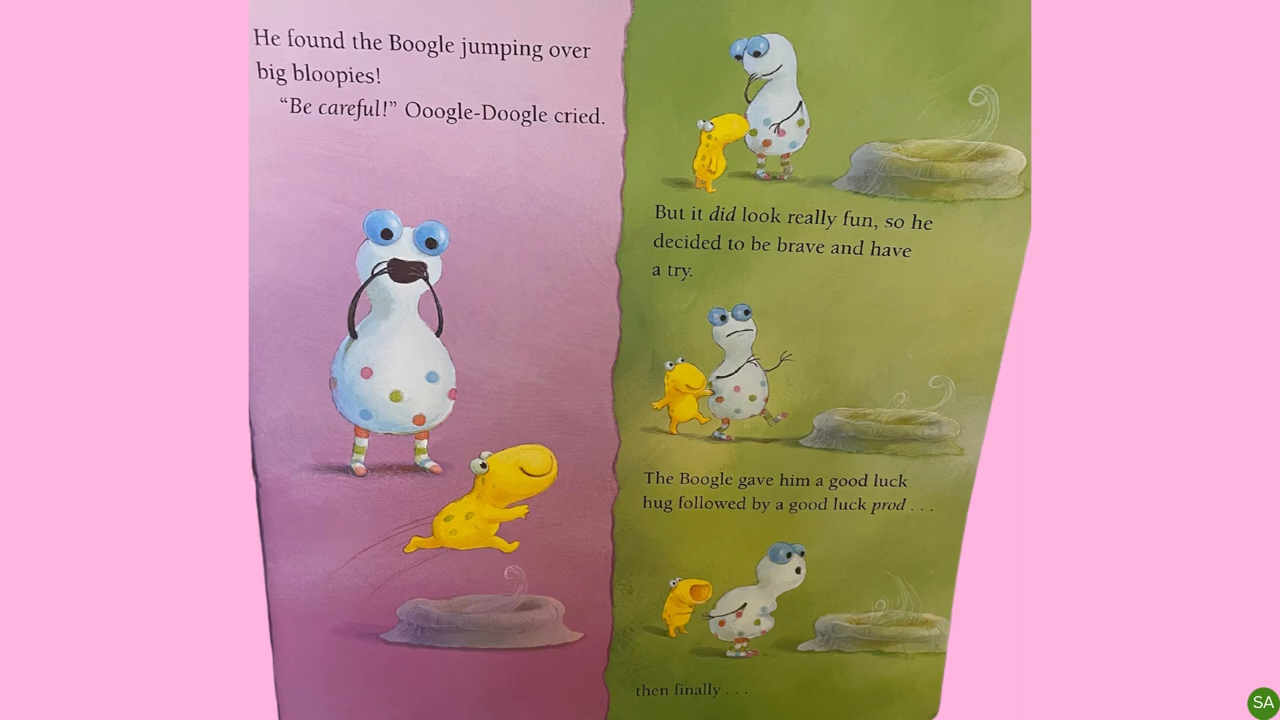 He found the Boogle jumping over
big bloopies!
“Be careful!” Ooogle-Doogle cried.
But it did look really fun, so he
decided to be brave and have
a try.
The Boogle gave him a good luck
hug followed by a good luck prod . . .
then finally . . .
SA